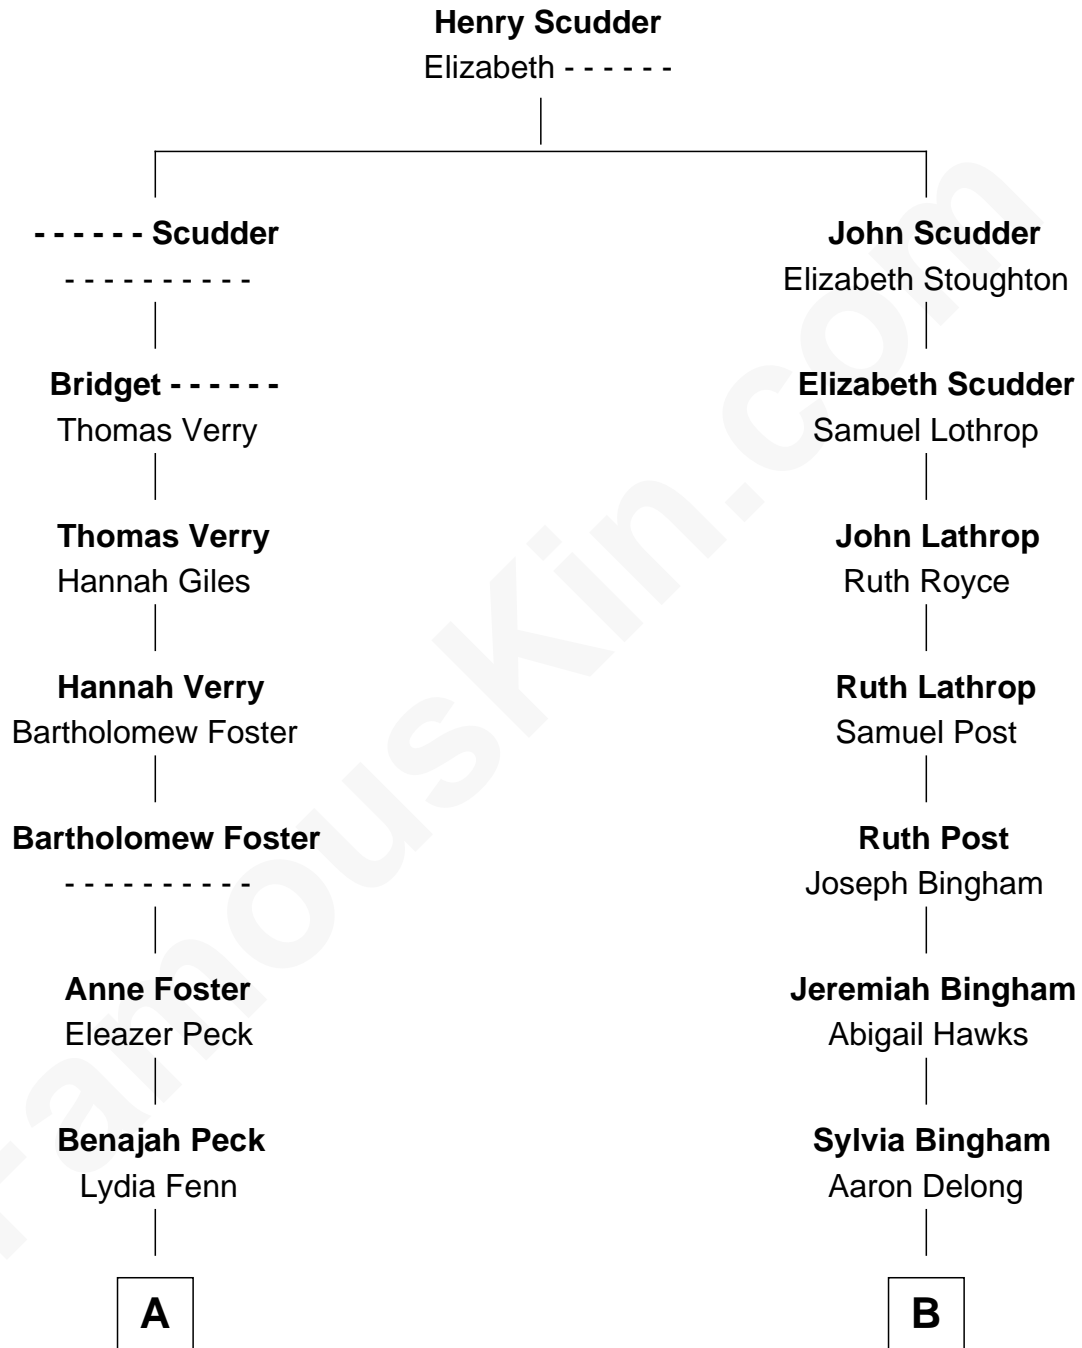 Henry Scudder
Elizabeth - - - - - -
- - - - - - Scudder
- - - - - - - - - -
John Scudder
Elizabeth Stoughton
Bridget - - - - - -
Thomas Verry
Elizabeth Scudder
Samuel Lothrop
Thomas Verry
Hannah Giles
John Lathrop
Ruth Royce
Hannah Verry
Bartholomew Foster
Ruth Lathrop
Samuel Post
Bartholomew Foster
- - - - - - - - - -
Ruth Post
Joseph Bingham
Anne Foster
Eleazer Peck
Jeremiah Bingham
Abigail Hawks
Benajah Peck
Lydia Fenn
Sylvia Bingham
Aaron Delong
A
B
FamousKin.com